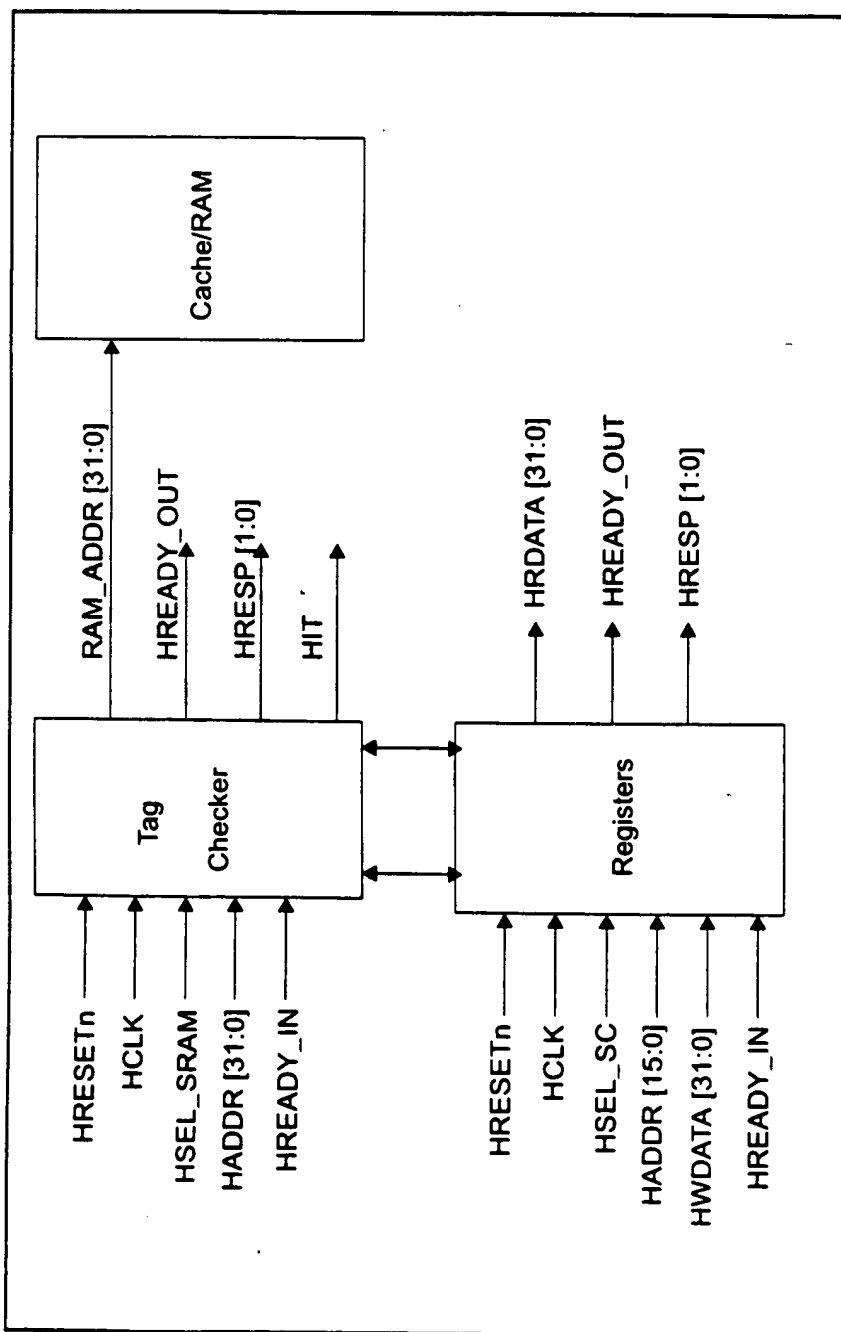 HRESETn
HCLK
HSEL_SRAM
HADDR [31:0]
HREADY_IN
Tag
Checker
RAM_ADDR [31:0]
HREADY_OUT
HRESP [1:0]
HIT
Cache/RAM
HRESETn
HCLK
HSEL_SC
HADDR [15:0]
HWDATA [31:0]
HREADY_IN
Registers
HRDATA [31:0]
HREADY_OUT
HRESP [1:0]